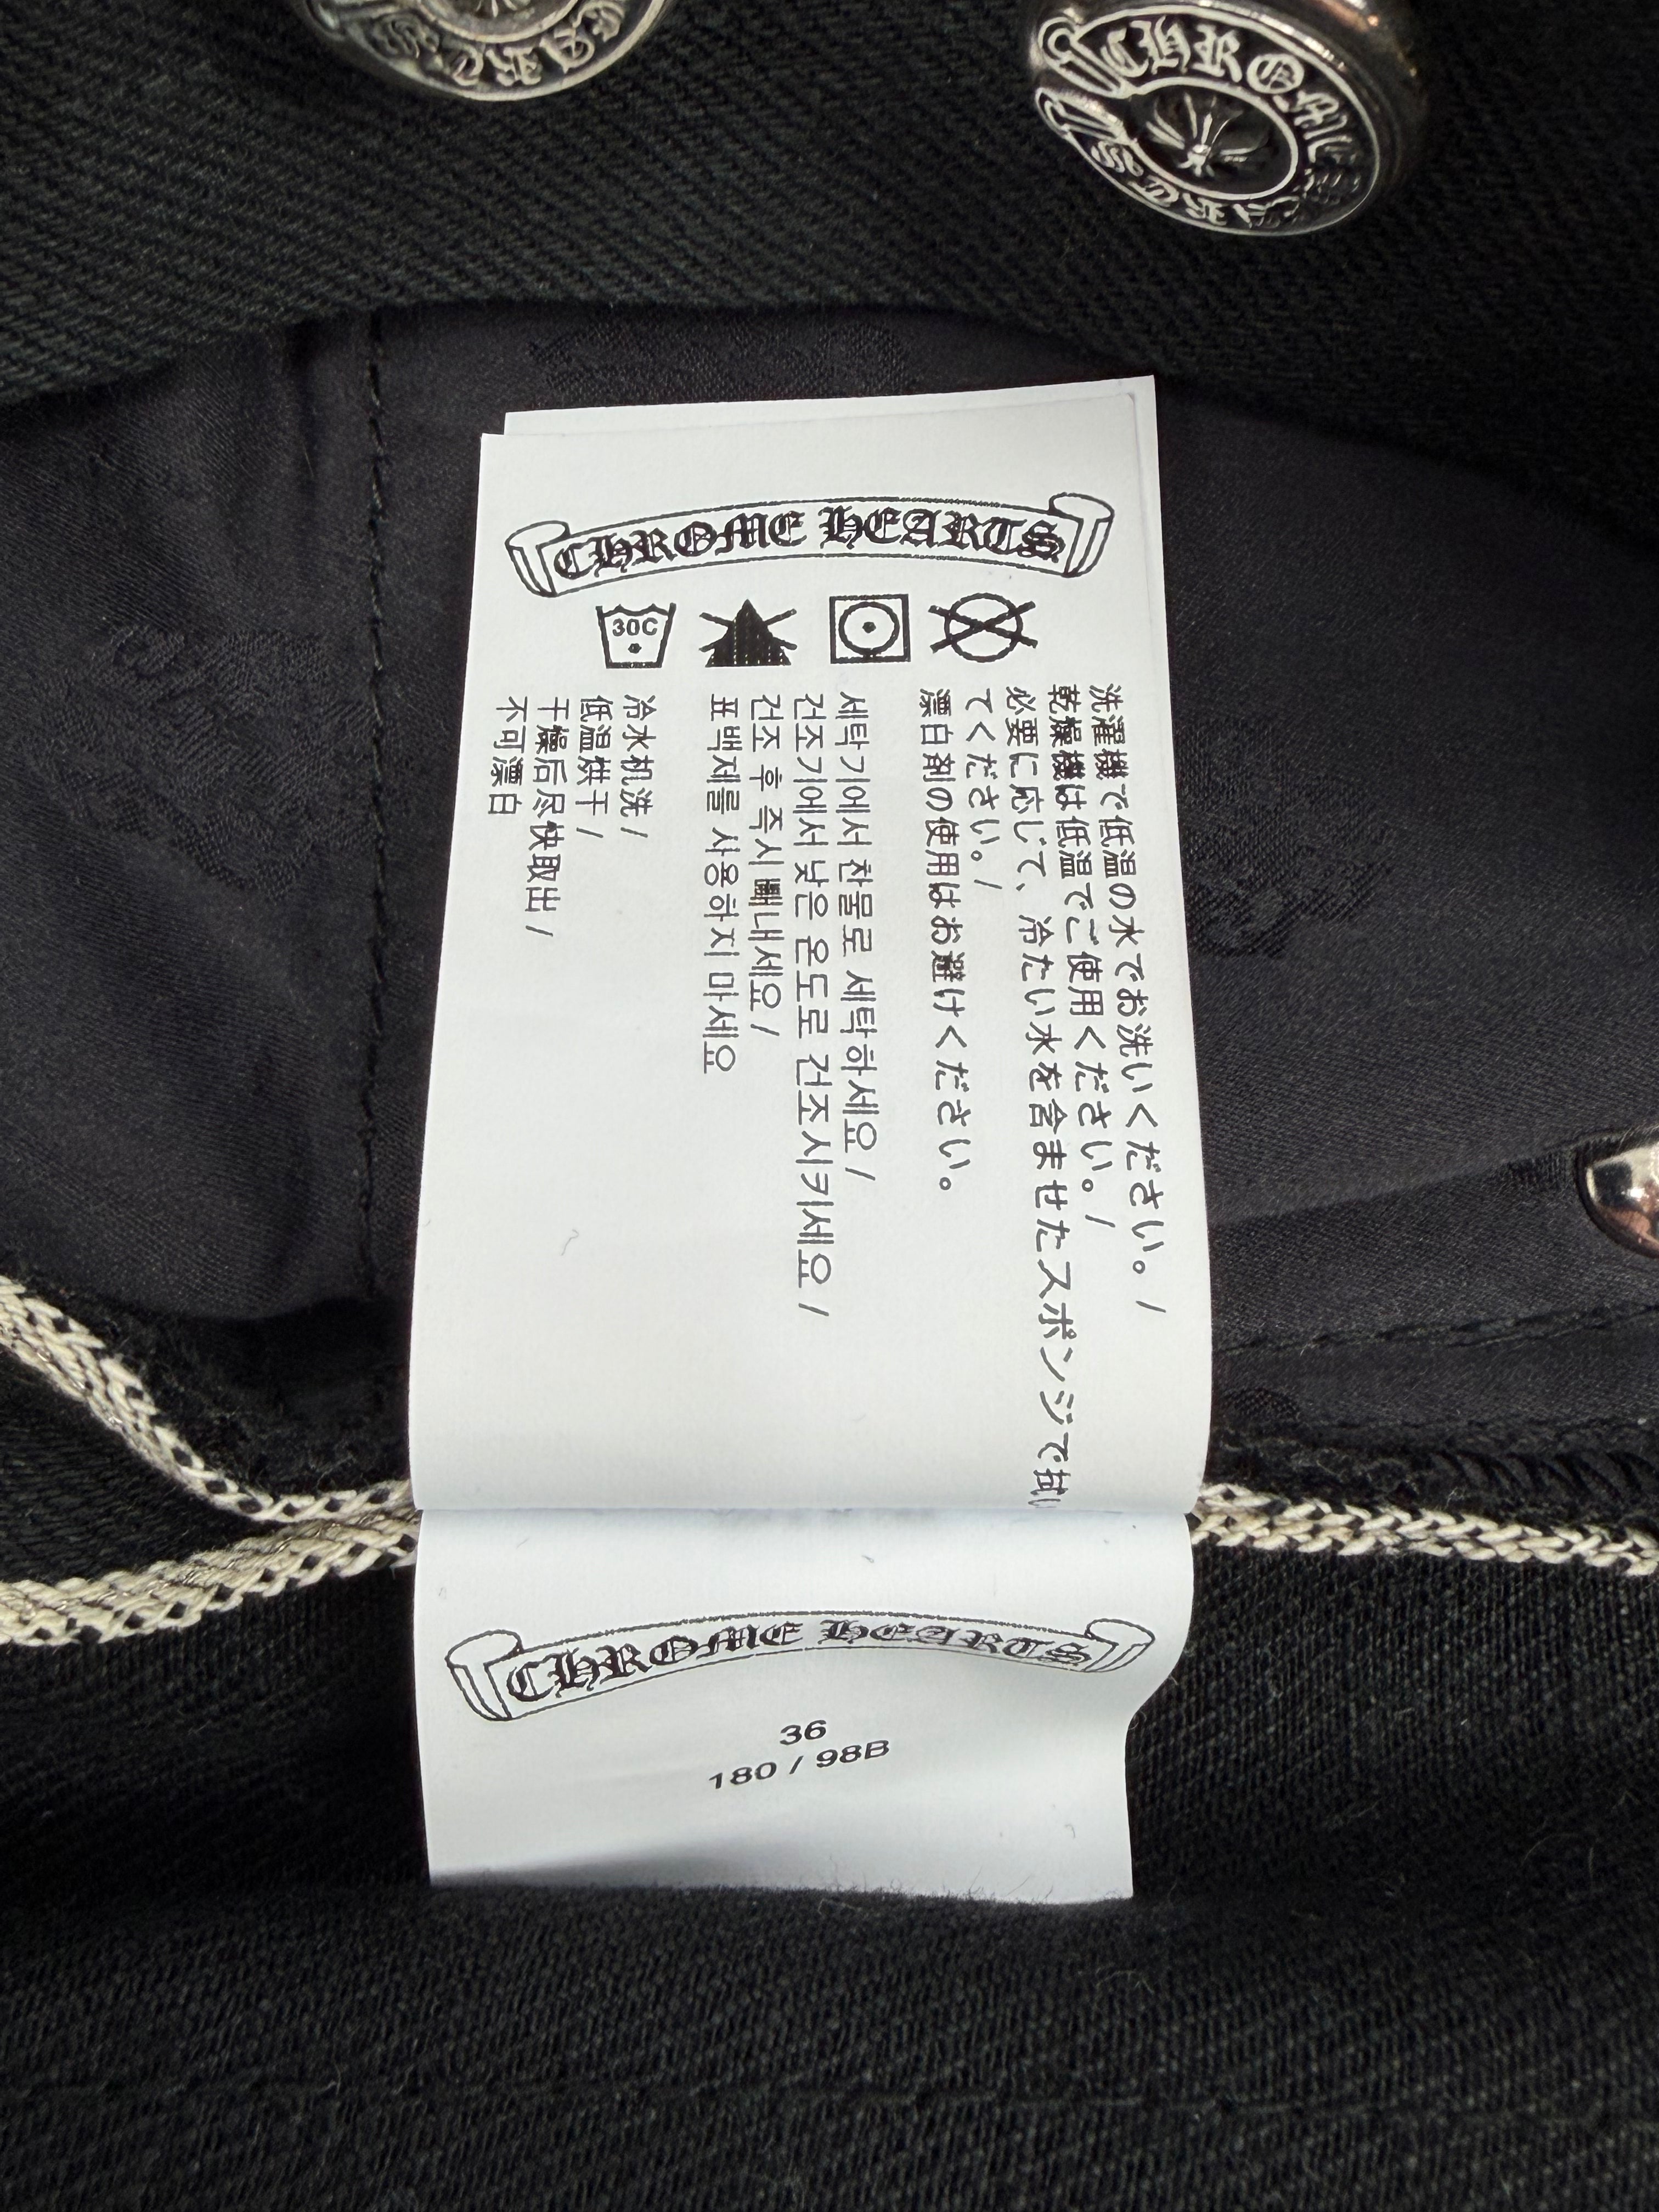 CHROME HEARTS
CHROME HEARTS
30C
洗濯機で低温の水でお洗いください。/
乾燥機は低温でご使用ください。/
必要に応じて、冷たい水を含ませたスポンジで拭い
てください。/
漂白剤の使用はお避けください。
세탁기에서 찬물로 세탁하세요 /
건조기에서 낮은 온도로 건조시키세요 /
건조 후 즉시 빼내세요 /
표백제를 사용하지 마세요
冷水机洗 /
低温烘干 /
干燥后尽快取出 /
不可漂白
CHROME HEARTS
36
180 / 98B